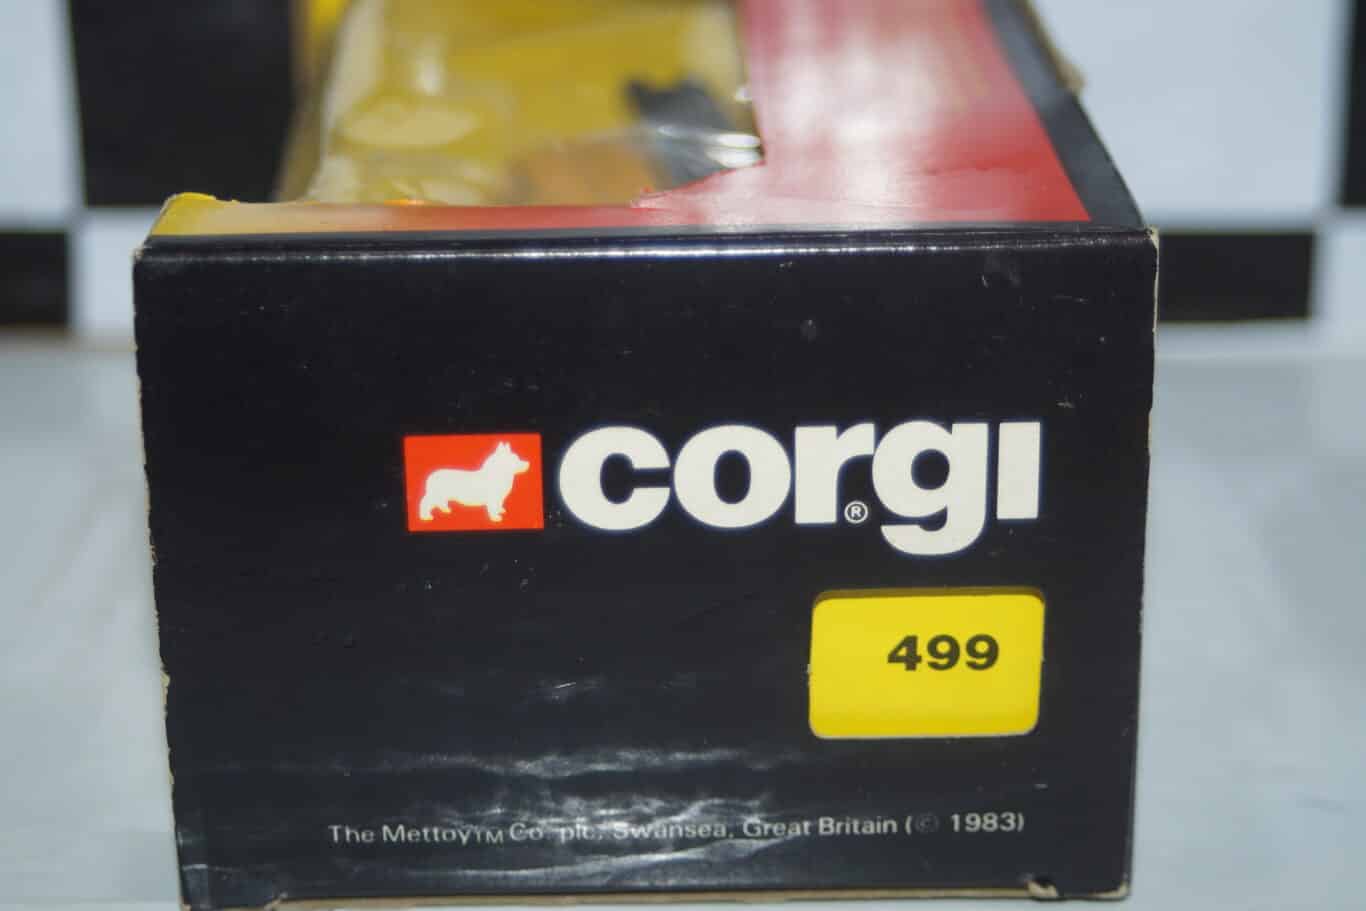 corgi®
499
The Mettoy™ Co. plc, Swansea, Great Britain (© 1983)